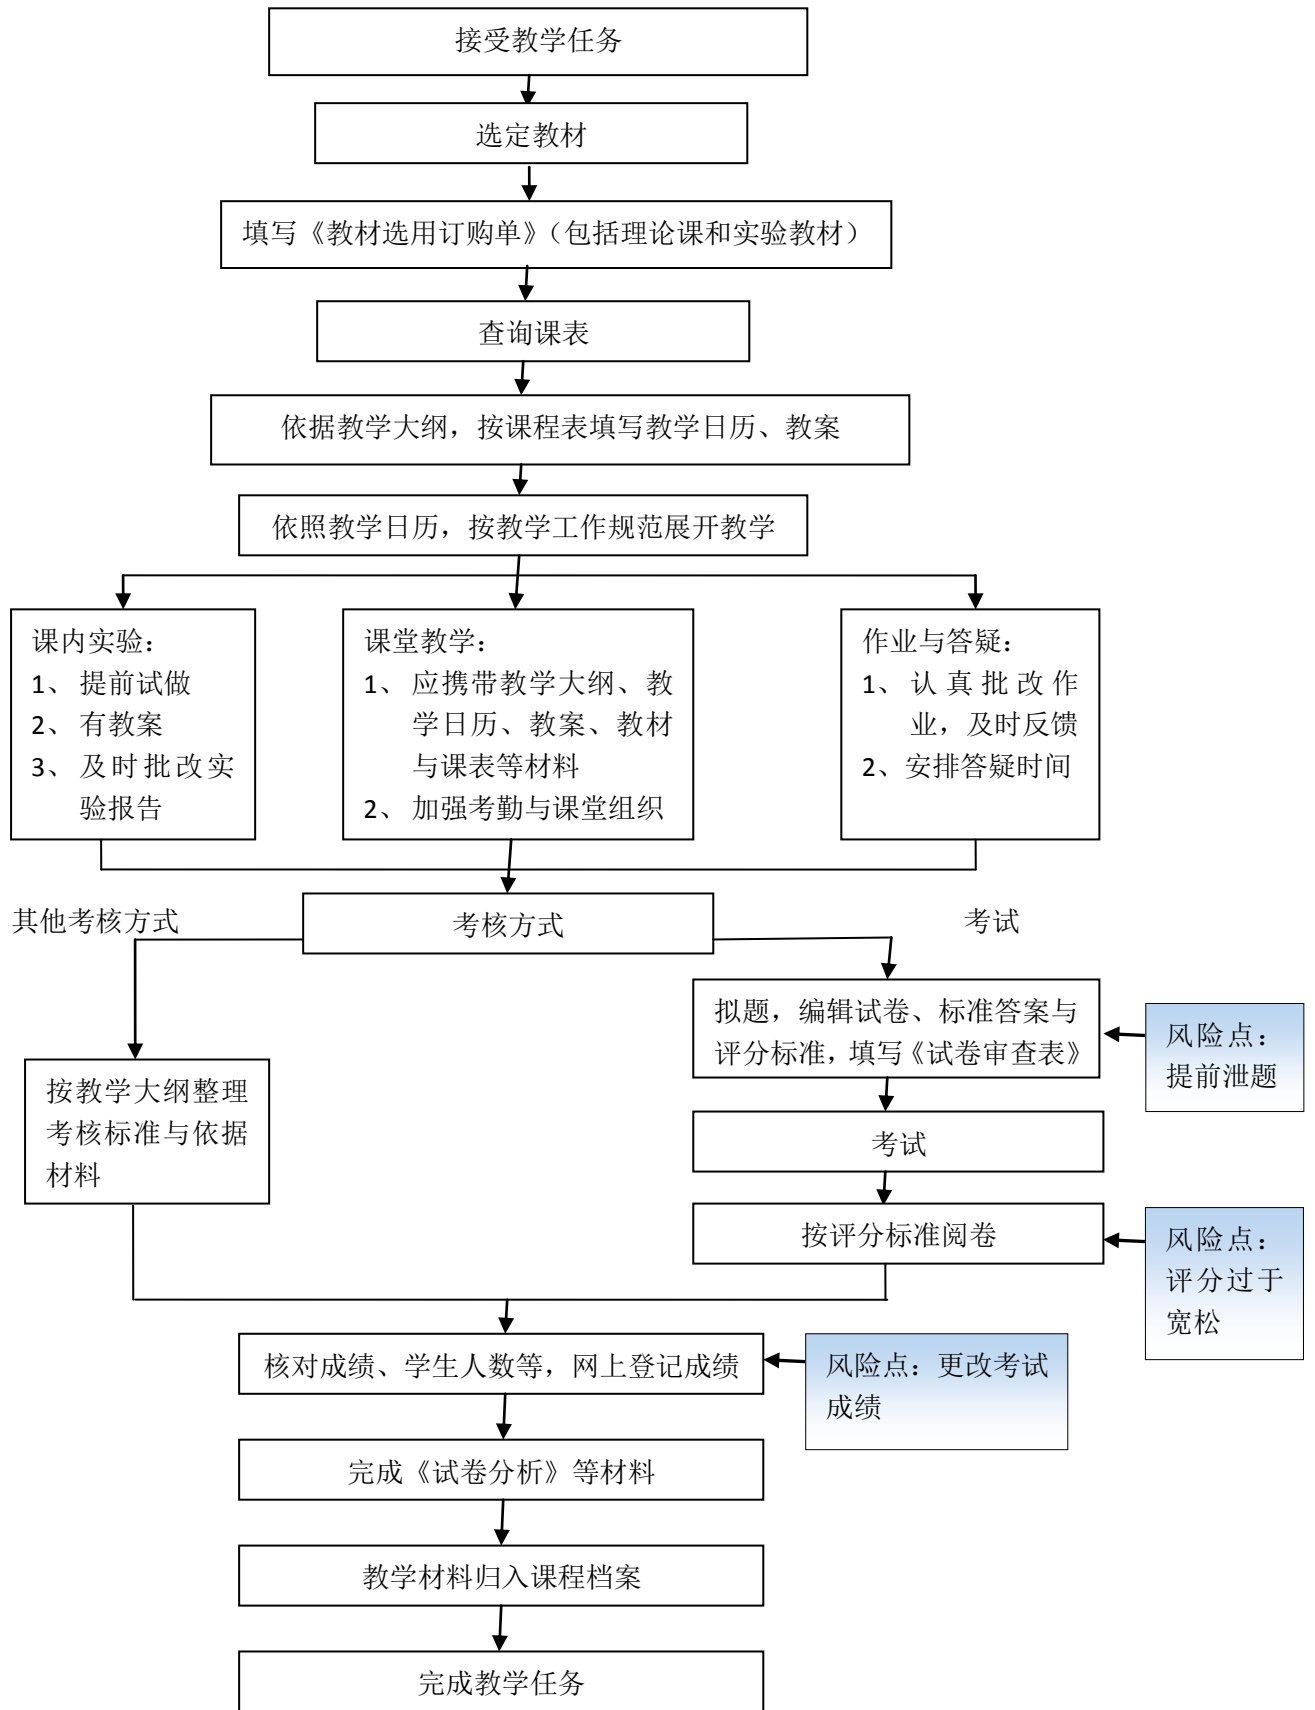 接受教学任务
选定教材
填写《教材选用订购单》（包括理论课和实验教材）
查询课表
依据教学大纲，按课程表填写教学日历、教案
依照教学日历，按教学工作规范展开教学
课内实验：
1、 提前试做
2、 有教案
3、 及时批改实
验报告
课堂教学：
1、 应携带教学大纲、教
学日历、教案、教材
与课表等材料
2、 加强考勤与课堂组织
作业与答疑：
1、 认真批改作
业，及时反馈
2、安排答疑时间
其他考核方式
考核方式
考试
拟题，编辑试卷、标准答案与
评分标准，填写《试卷审查表》
风险点：
提前泄题
按教学大纲整理
考核标准与依据
材料
考试
按评分标准阅卷
风险点：
评分过于
宽松
核对成绩、学生人数等，网上登记成绩
风险点：更改考试
成绩
完成《试卷分析》等材料
教学材料归入课程档案
完成教学任务